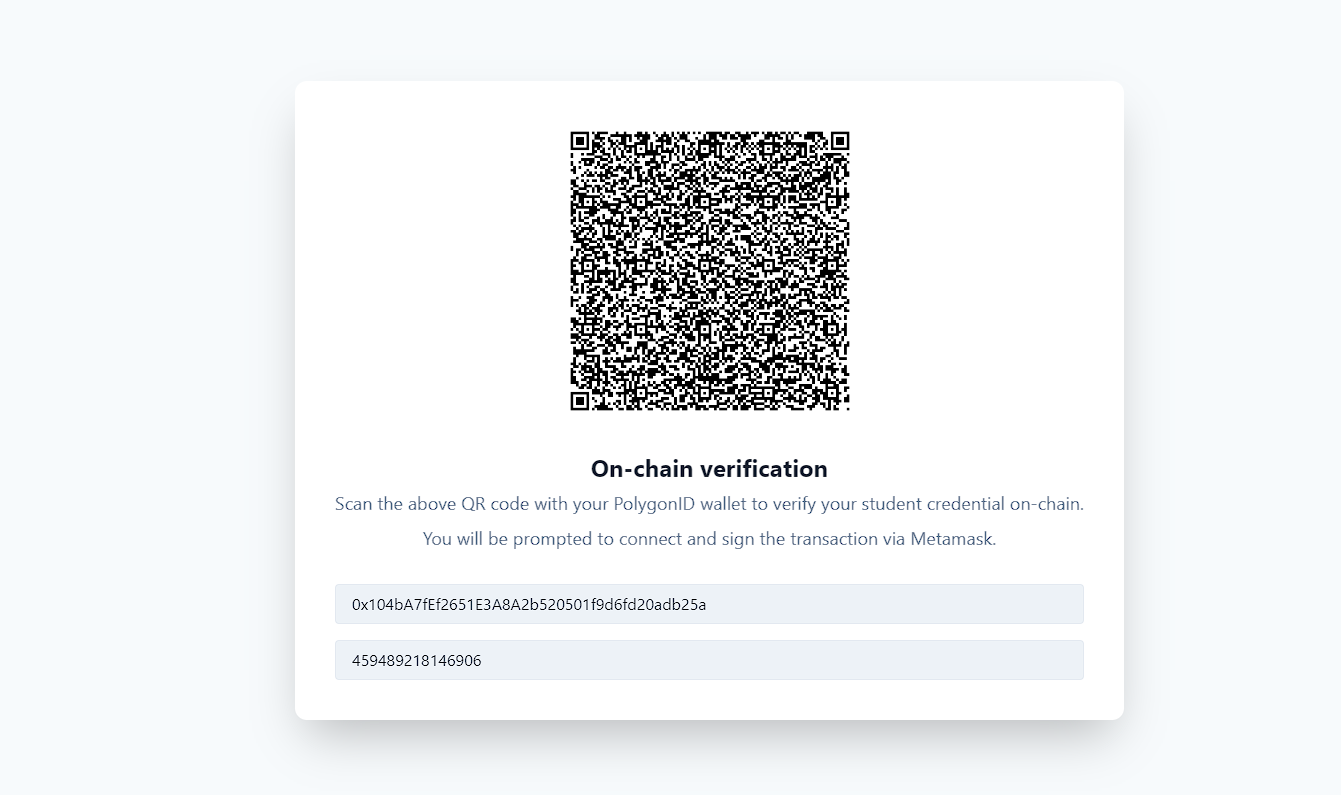 On-chain verification
Scan the above QR code with your PolygonID wallet to verify your student credential on-chain.
You will be prompted to connect and sign the transaction via Metamask.
0x104bA7fEf2651E3A8A2b520501f9d6fd20adb25a
459489218146906